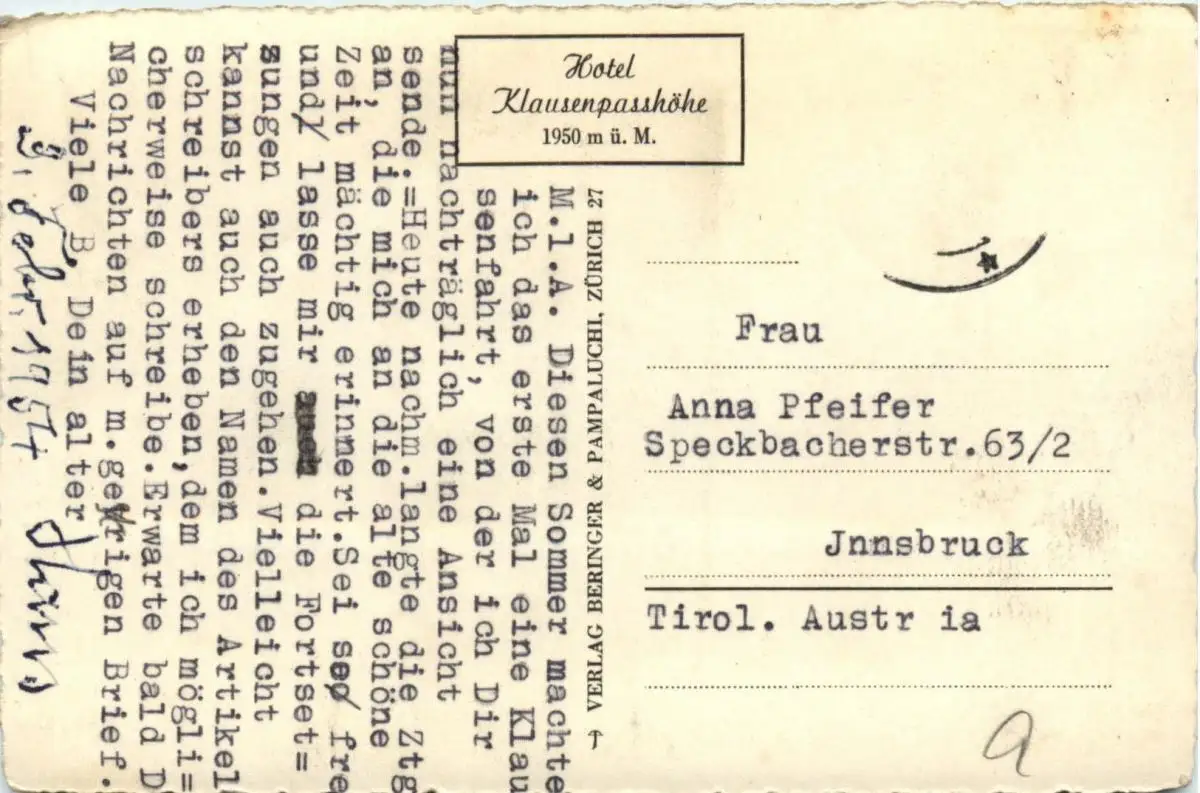 Hotel
Klausenpasshöhe
1950 m ü. M.
M.l.A. Diesen Sommer machte
ich das erste Mal eine Klau
senfahrt, von der ich Dir
nun nachträglich eine Ansicht
sende.=Heute nachm.langte die Ztg
an, die mich an die alte schöne
Zeit mächtig erinnert.Sei so frei
und lasse mir die Fortset=
sungen auch zugehen.Vielleicht
kannst auch den Namen des Artikel
schreibers erheben,dem ich mögli=
cherweise schreibe.Erwarte bald D
Nachrichten auf m.gestrigen Brief.
Viele B. Dein alter
VERLAG BERINGER & PAMPALUCHI, ZÜRICH 27
Frau
Anna Pfeifer
Speckbacherstr.63/2
Jnnsbruck
Tirol. Austr ia
a